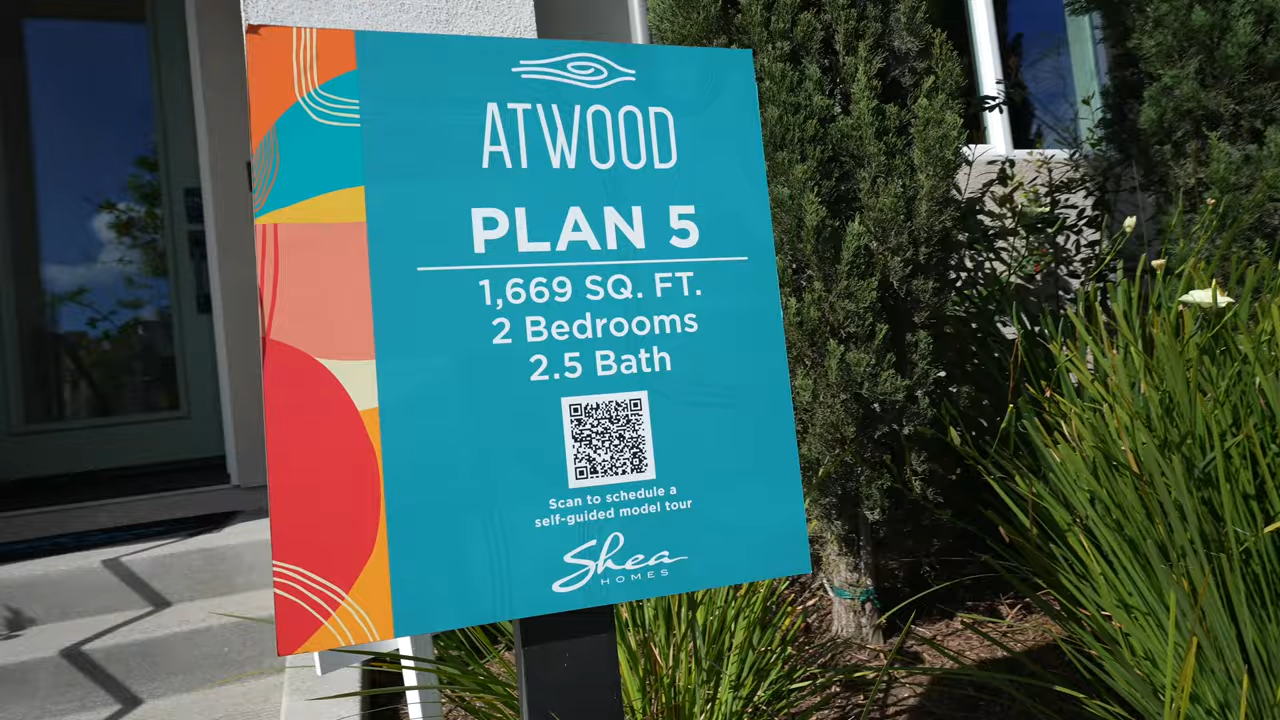 ATWOOD
PLAN 5
1,669 SQ. FT.
2 Bedrooms
2.5 Bath
Scan to schedule a
self-guided model tour
Shea
HOMES